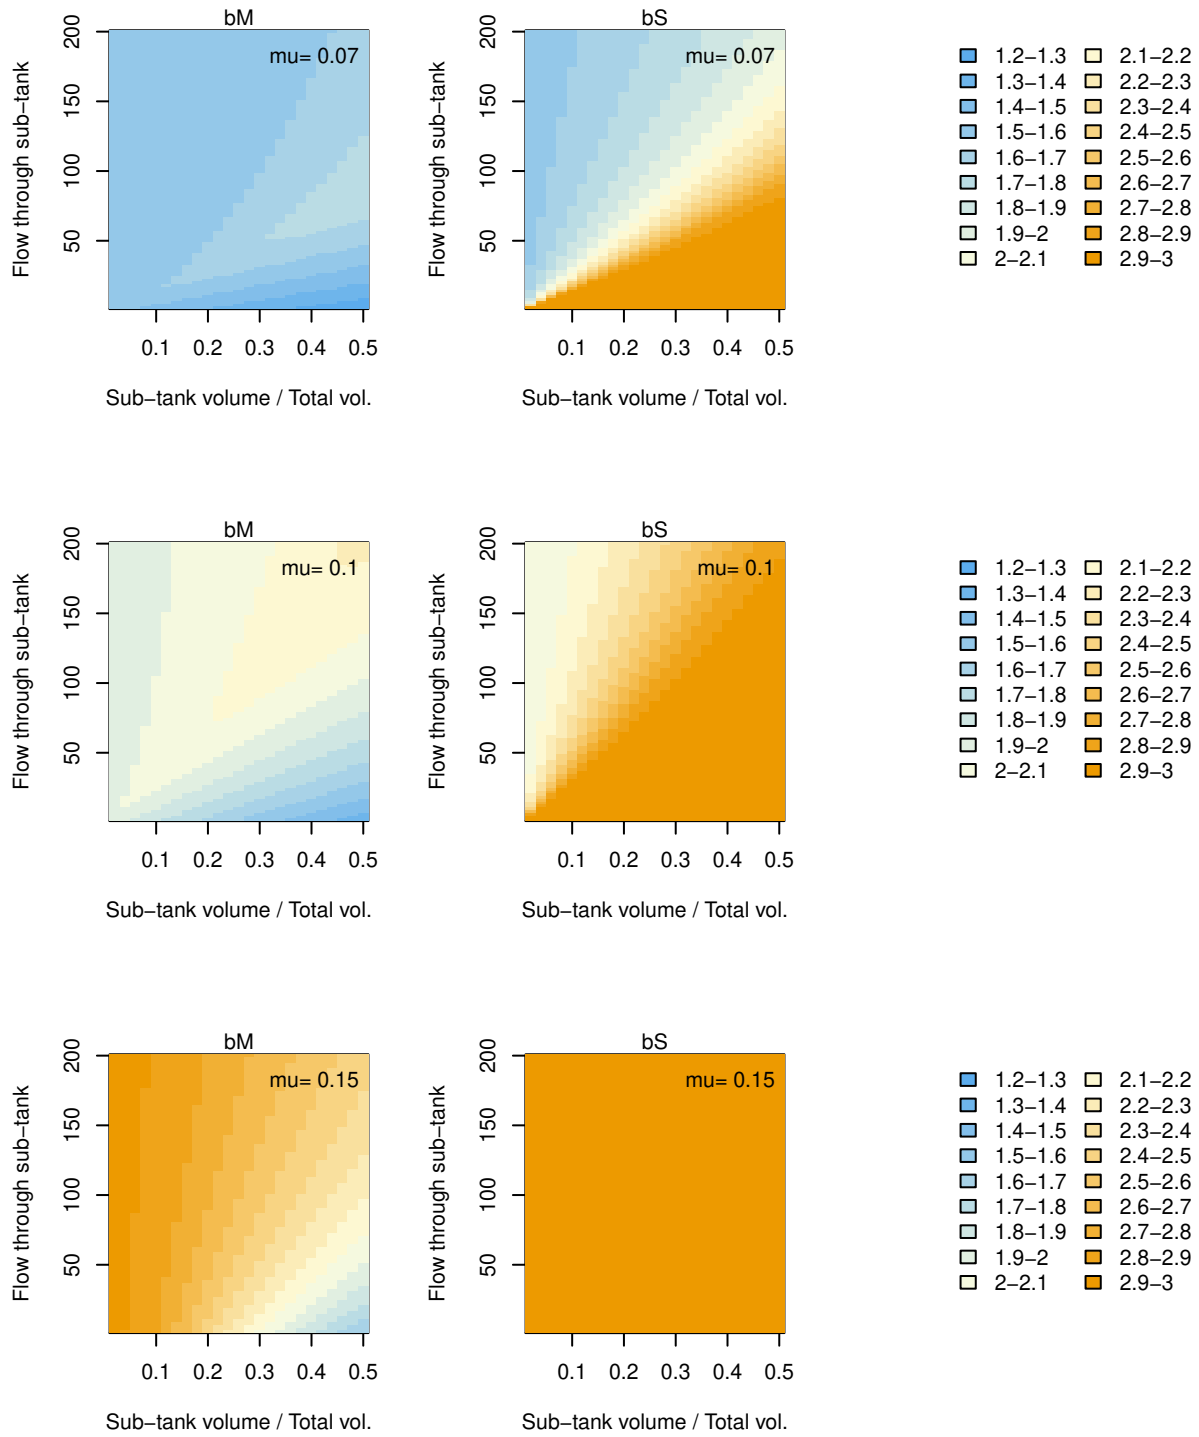 bM
bS
mu= 0.07
mu= 0.07
Flow through sub−tank
50
100
150
200
0.1 0.2 0.3 0.4 0.5
Sub−tank volume / Total vol.
Flow through sub−tank
50
100
150
200
0.1 0.2 0.3 0.4 0.5
Sub−tank volume / Total vol.
1.2−1.3 2.1−2.2
1.3−1.4 2.2−2.3
1.4−1.5 2.3−2.4
1.5−1.6 2.4−2.5
1.6−1.7 2.5−2.6
1.7−1.8 2.6−2.7
1.8−1.9 2.7−2.8
1.9−2 2.8−2.9
2−2.1 2.9−3
bM
bS
mu= 0.1
mu= 0.1
Flow through sub−tank
50
100
150
200
0.1 0.2 0.3 0.4 0.5
Sub−tank volume / Total vol.
Flow through sub−tank
50
100
150
200
0.1 0.2 0.3 0.4 0.5
Sub−tank volume / Total vol.
1.2−1.3 2.1−2.2
1.3−1.4 2.2−2.3
1.4−1.5 2.3−2.4
1.5−1.6 2.4−2.5
1.6−1.7 2.5−2.6
1.7−1.8 2.6−2.7
1.8−1.9 2.7−2.8
1.9−2 2.8−2.9
2−2.1 2.9−3
bM
bS
mu= 0.15
mu= 0.15
Flow through sub−tank
50
100
150
200
0.1 0.2 0.3 0.4 0.5
Sub−tank volume / Total vol.
Flow through sub−tank
50
100
150
200
0.1 0.2 0.3 0.4 0.5
Sub−tank volume / Total vol.
1.2−1.3 2.1−2.2
1.3−1.4 2.2−2.3
1.4−1.5 2.3−2.4
1.5−1.6 2.4−2.5
1.6−1.7 2.5−2.6
1.7−1.8 2.6−2.7
1.8−1.9 2.7−2.8
1.9−2 2.8−2.9
2−2.1 2.9−3